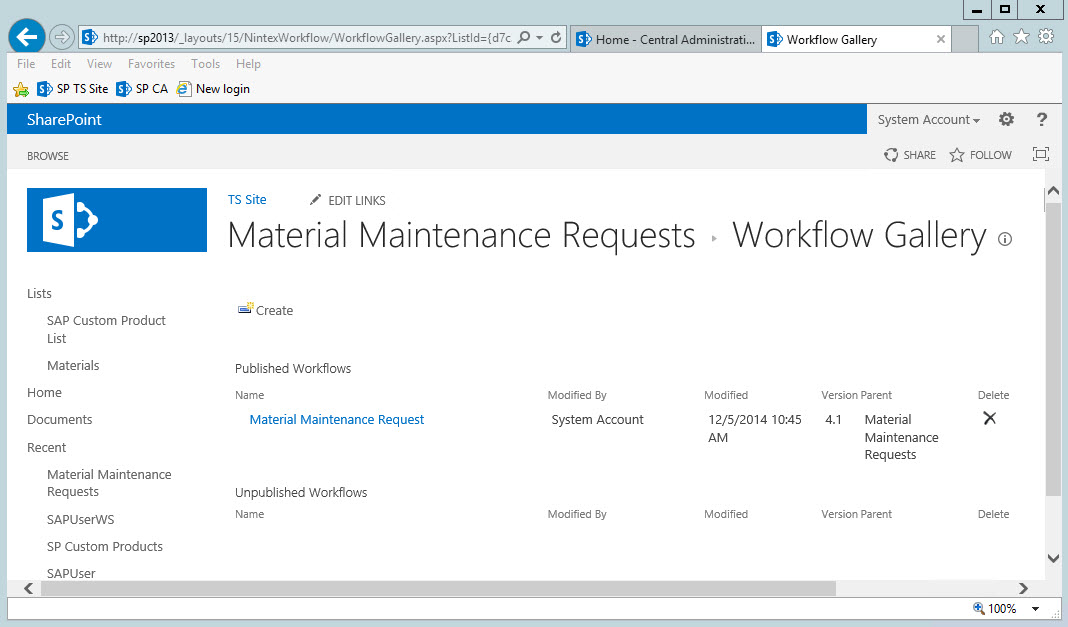 http://sp2013/_layouts/15/NintexWorkflow/WorkflowGallery.aspx?ListId={d7c
Home - Central Administrati...
Workflow Gallery
File Edit View Favorites Tools Help
SP TS Site SP CA New login
SharePoint
System Account
?
BROWSE
SHARE FOLLOW
S
TS Site EDIT LINKS
Material Maintenance Requests Workflow Gallery
Lists
SAP Custom Product
List
Materials
Home
Documents
Recent
Material Maintenance
Requests
SAPUserWS
SP Custom Products
SAPUser
Create
Published Workflows
Name Modified By Modified Version Parent Delete
Material Maintenance Request System Account 12/5/2014 10:45 4.1 Material
AM Maintenance
Requests
Unpublished Workflows
Name Modified By Modified Version Parent Delete
100%